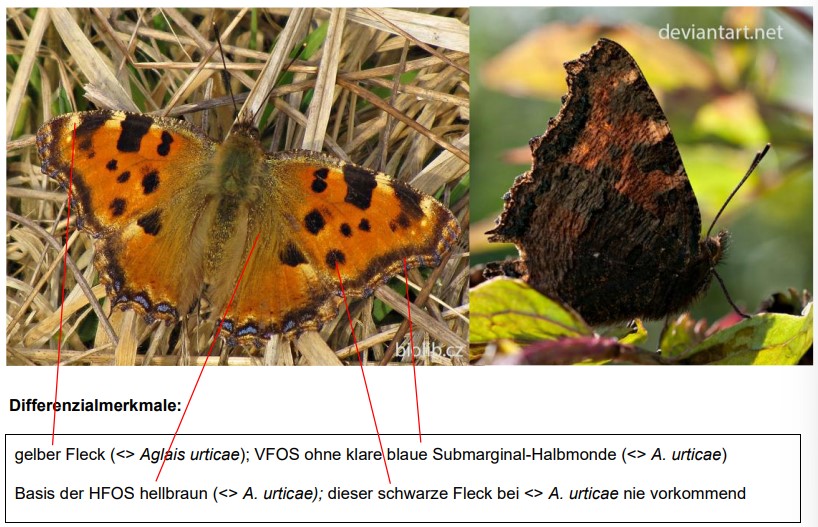 deviantart.net
biolib.cz
Differenzialmerkmale:
gelber Fleck (<> Aglais urticae); VFOS ohne klare blaue Submarginal-Halbmonde (<> A. urticae)
Basis der HFOS hellbraun (<> A. urticae); dieser schwarze Fleck bei <> A. urticae nie vorkommend